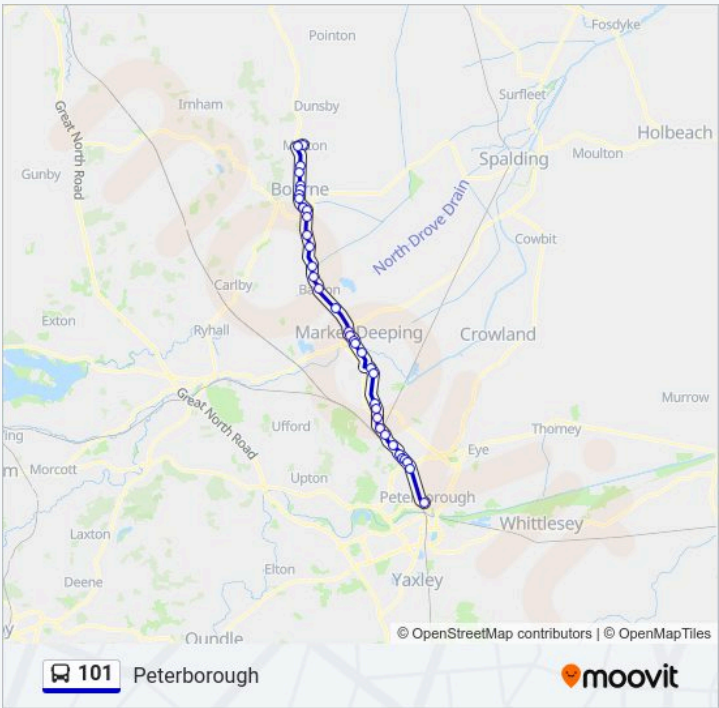 Fosdyke
Pointon
Irnham
Dunsby
Surfleet
Great North Road
Holbeach
Moulton
Spalding
Gunby
Bourne
North Drove Drain
Cowbit
Carlby
Exton
Ryhall
Market Deeping
Crowland
Great North Road
Murrow
Ufford
Thorney
Eye
Morcott
Upton
Peterborough
Whittlesey
Laxton
Elton
Deene
Yaxley
Oundle
© OpenStreetMap contributors | © OpenMapTiles
101 Peterborough
moovit